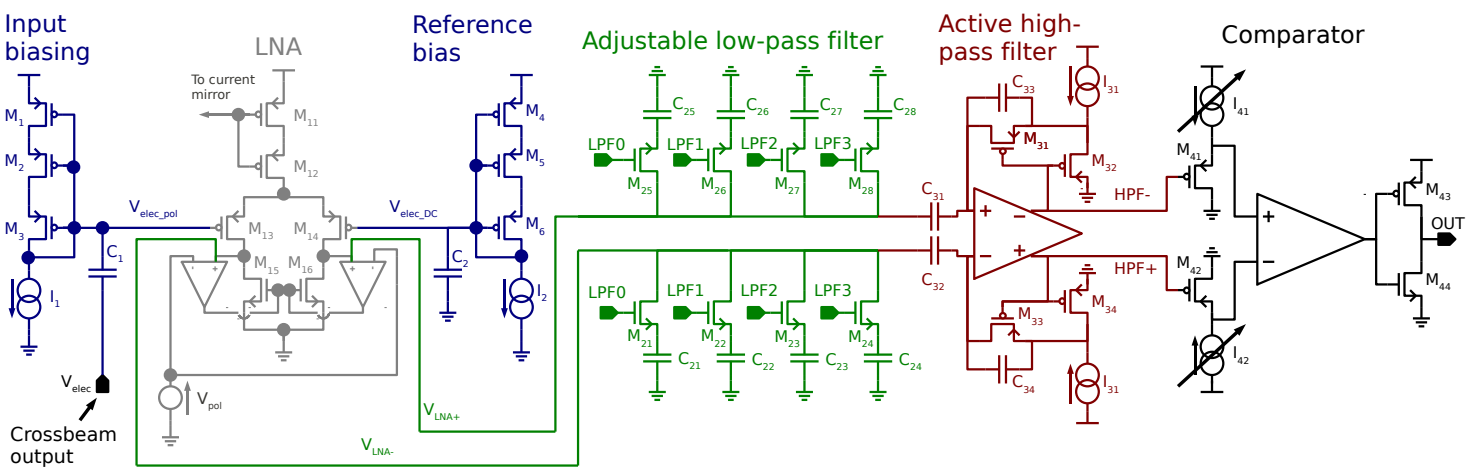 Input
biasing
LNA
Reference
bias
Adjustable low-pass filter
Active high-
pass filter
Comparator
To current
mirror
M1
M2
M3
I1
C1
Velec_pol
Velec
Crossbeam
output
M11
M12
M13
M14
M15
M16
Vpol
VLNA+
VLNA-
Velec_DC
C2
M4
M5
M6
I2
C25
C26
C27
C28
LPF0
LPF1
LPF2
LPF3
M25
M26
M27
M28
LPF0
LPF1
LPF2
LPF3
M21
M22
M23
M24
C21
C22
C23
C24
C33
I31
M31
M32
C31
C32
+
−
−
+
HPF-
HPF+
M33
M34
C34
I31
I41
M41
M42
I42
+
−
M43
M44
OUT